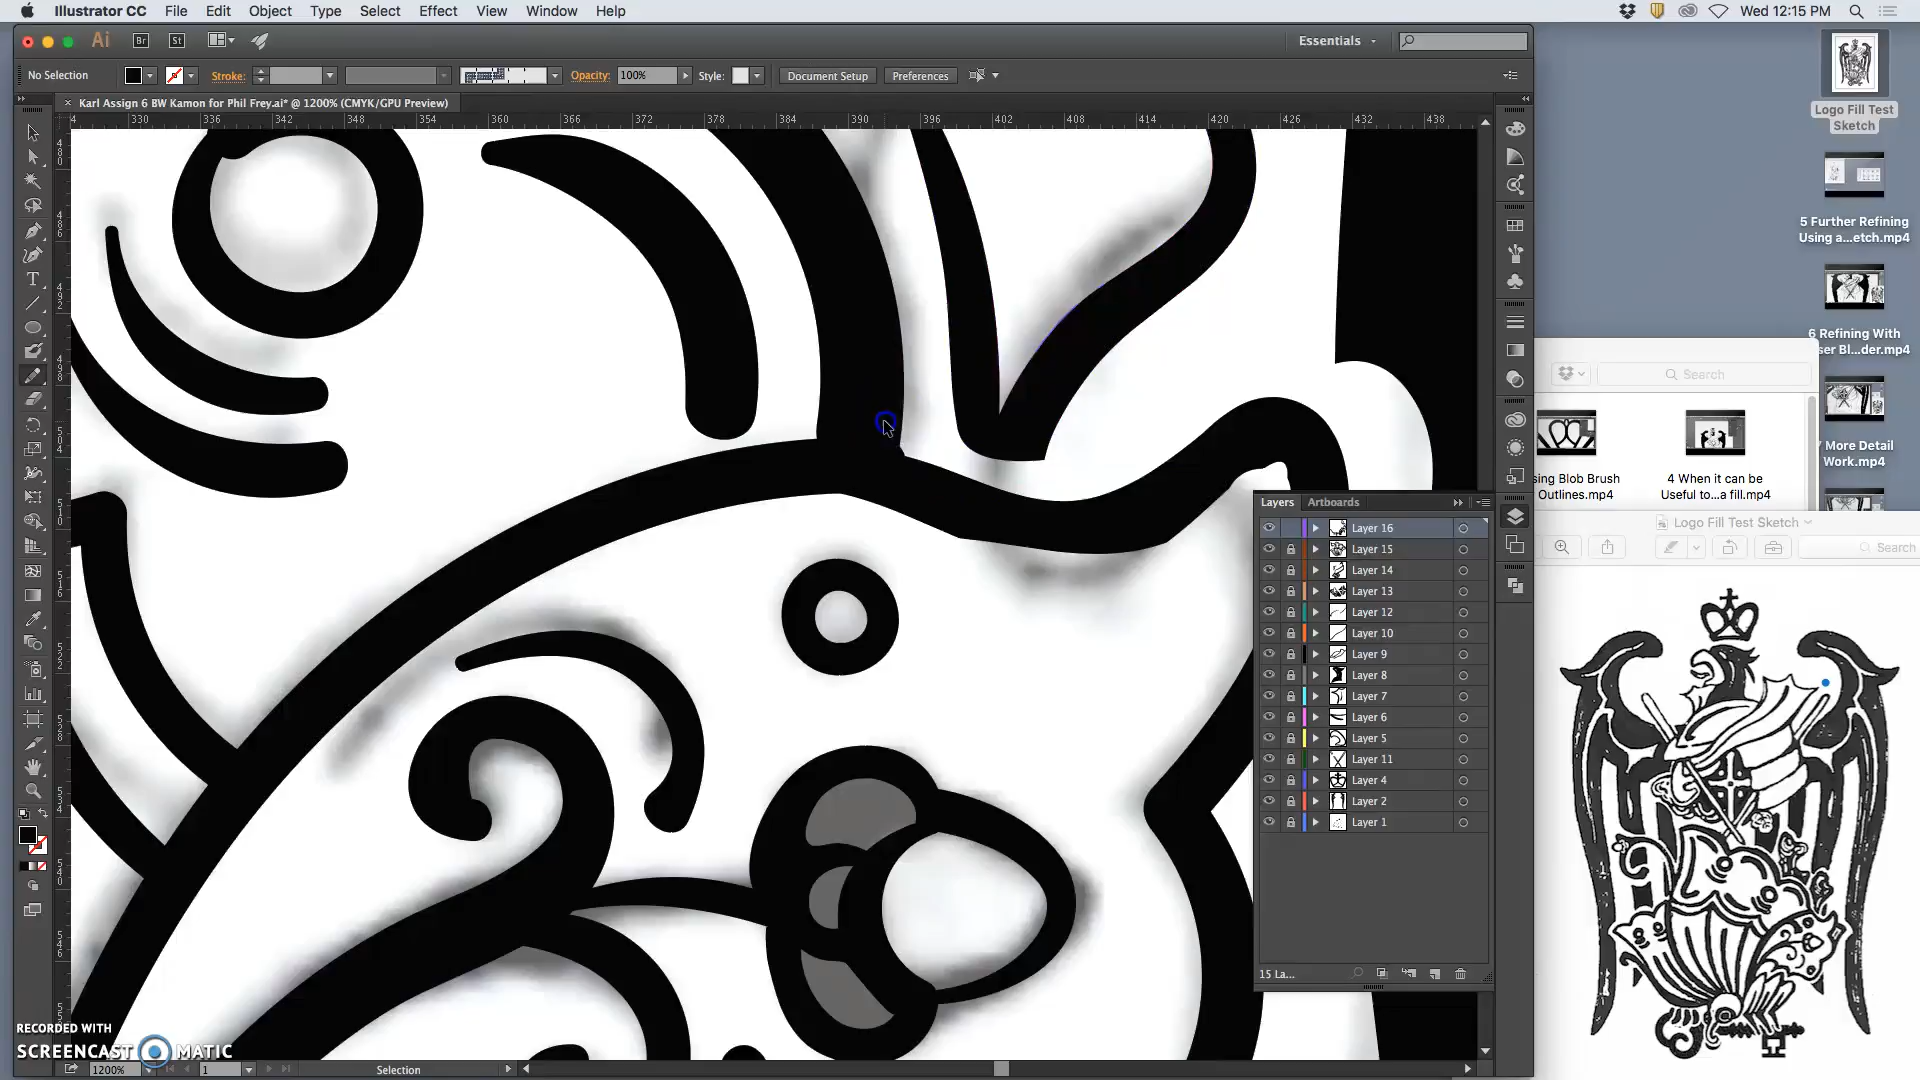 Illustrator CC File Edit Object Type Select Effect View Window Help
Wed 12:15 PM
Ai Br St
Essentials
No Selection
Stroke:
Opacity: 100%
Style:
Document Setup
Preferences
× Karl Assign 6 BW Kamon for Phil Frey.ai* @ 1200% (CMYK/GPU Preview)
330 336 342 348 354 360 366 372 378 384 390 396 402 408 414 420 426 432 438
Layers Artboards
Layer 16
Layer 15
Layer 14
Layer 13
Layer 12
Layer 10
Layer 9
Layer 8
Layer 7
Layer 6
Layer 5
Layer 11
Layer 4
Layer 2
Layer 1
15 La...
Logo Fill Test
Sketch
5 Further Refining
Using a...etch.mp4
6 Refining With
ser Bl...der.mp4
More Detail
Work.mp4
Search
sing Blob Brush
Outlines.mp4
4 When it can be
Useful to...a fill.mp4
Logo Fill Test Sketch
Search
RECORDED WITH
SCREENCAST MATIC
1200%
1
Selection